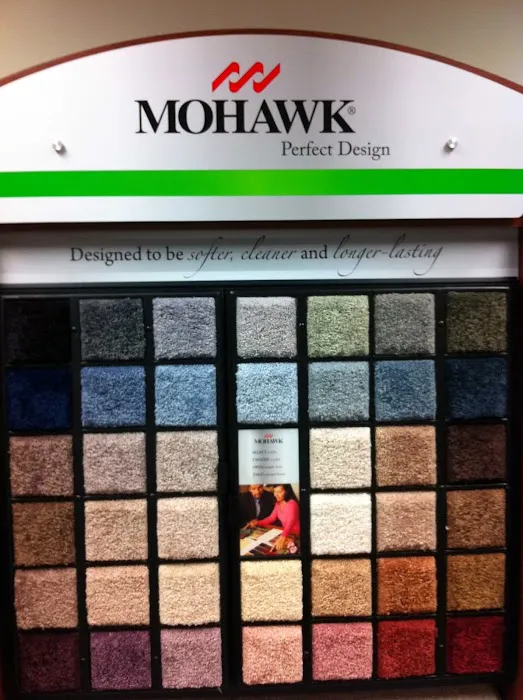 MOHAWK®
Perfect Design
Designed to be softer, cleaner and longer-lasting
MOHAWK